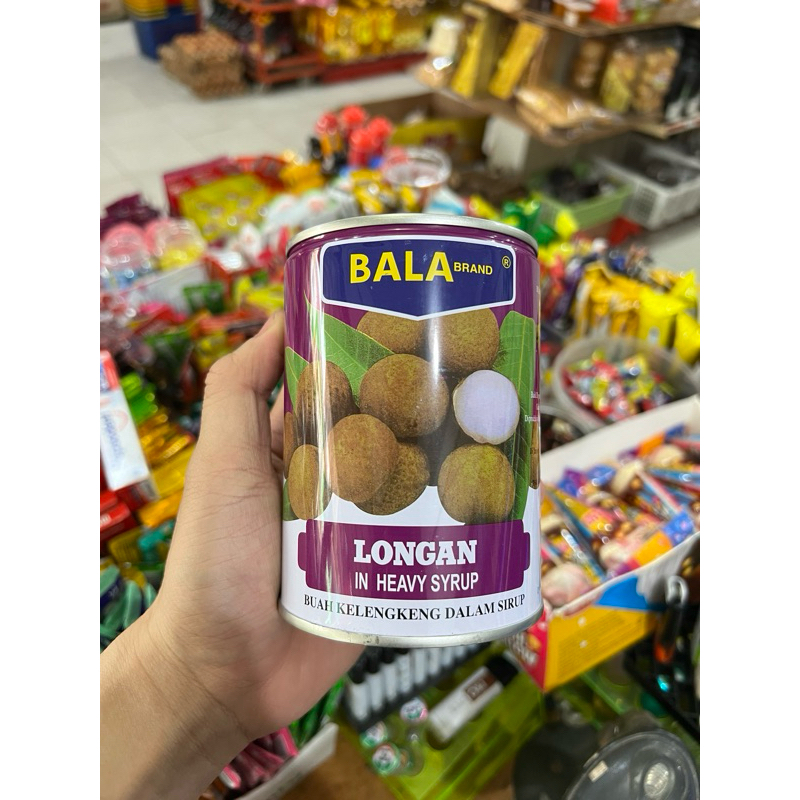 BALA BRAND ®
LONGAN
IN HEAVY SYRUP
BUAH KELENGKENG DALAM SIRUP